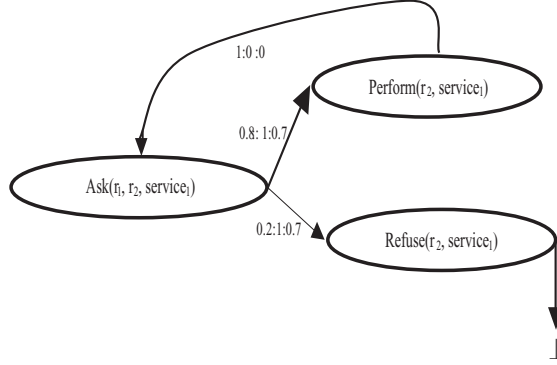 1:0 :0
Perform(r₂, service₁)
0.8: 1:0.7
Ask(r₁, r₂, service₁)
0.2:1:0.7
Refuse(r₂, service₁)